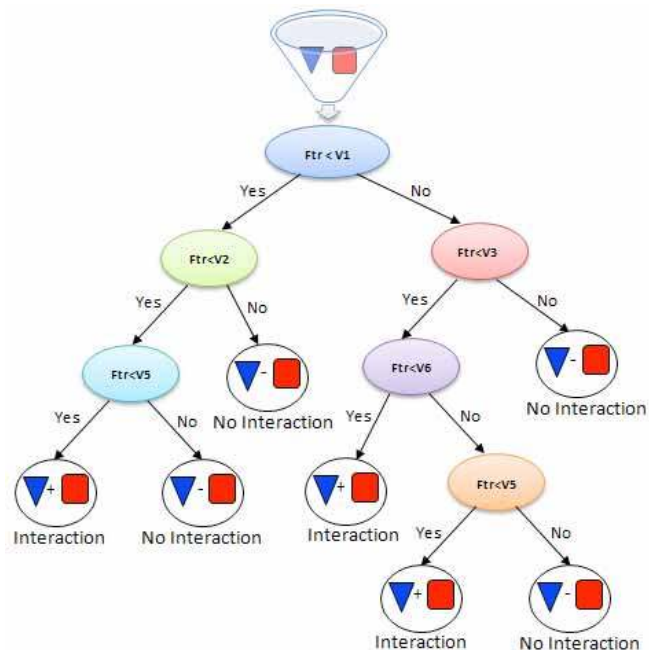 Ftr < V1
Yes
No
Ftr<V2
Ftr<V3
Yes
No
Yes
No
Ftr<V5
- 
No Interaction
Ftr<V6
-
No Interaction
Yes
No
Yes
No
+
Interaction
-
No Interaction
+
Interaction
Ftr<V5
Yes
No
+
Interaction
-
No Interaction